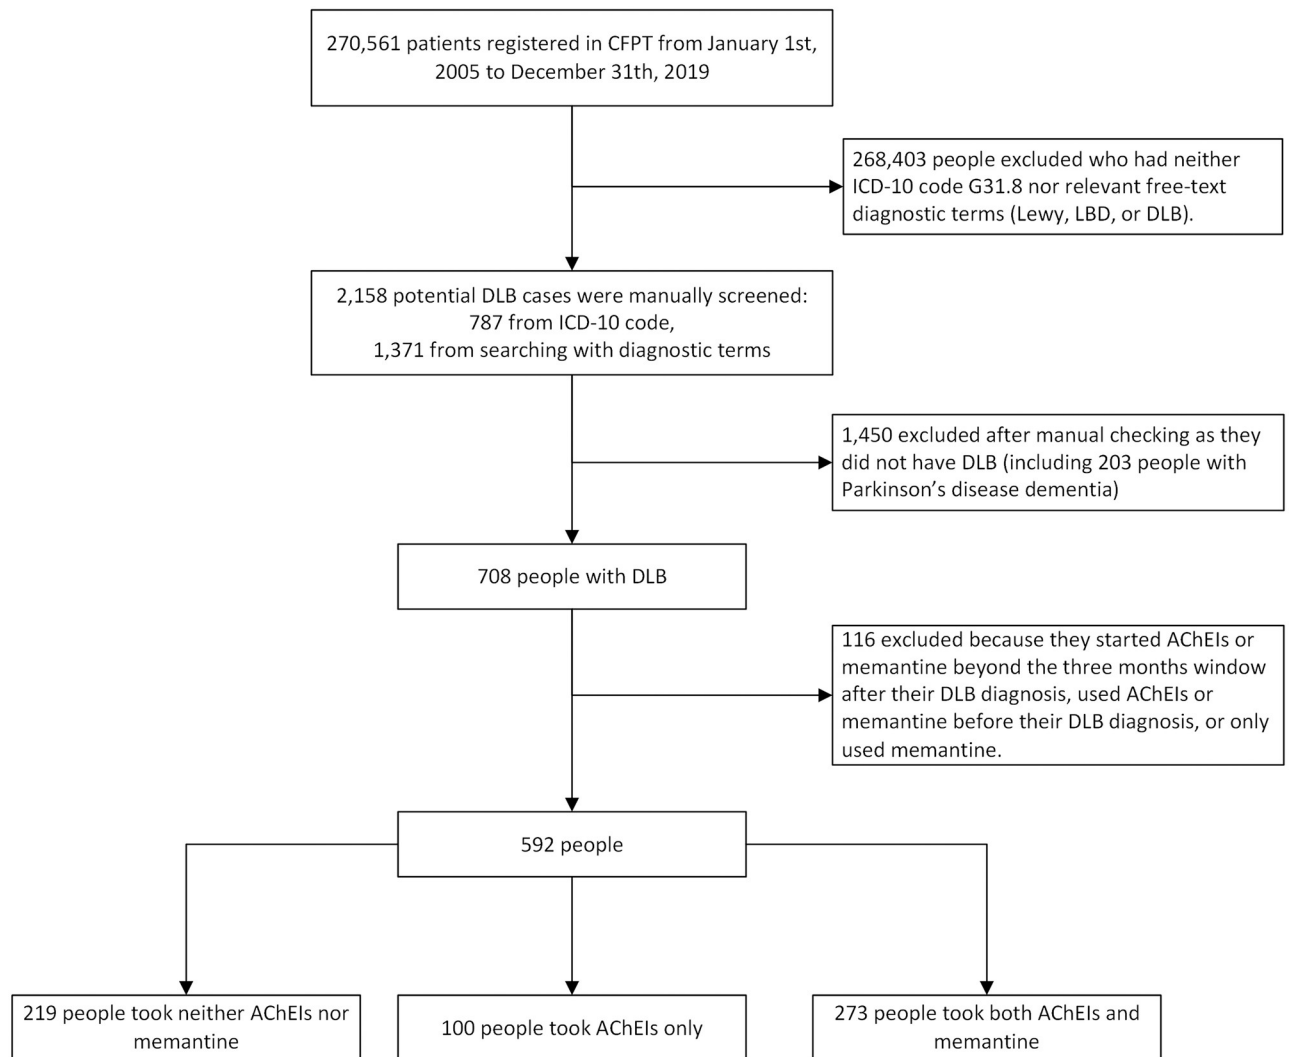 270,561 patients registered in CFPT from January 1st,
2005 to December 31th, 2019
268,403 people excluded who had neither
ICD-10 code G31.8 nor relevant free-text
diagnostic terms (Lewy, LBD, or DLB).
2,158 potential DLB cases were manually screened:
787 from ICD-10 code,
1,371 from searching with diagnostic terms
1,450 excluded after manual checking as they
did not have DLB (including 203 people with
Parkinson’s disease dementia)
708 people with DLB
116 excluded because they started AChEIs or
memantine beyond the three months window
after their DLB diagnosis, used AChEIs or
memantine before their DLB diagnosis, or only
used memantine.
592 people
219 people took neither AChEIs nor
memantine
100 people took AChEIs only
273 people took both AChEIs and
memantine